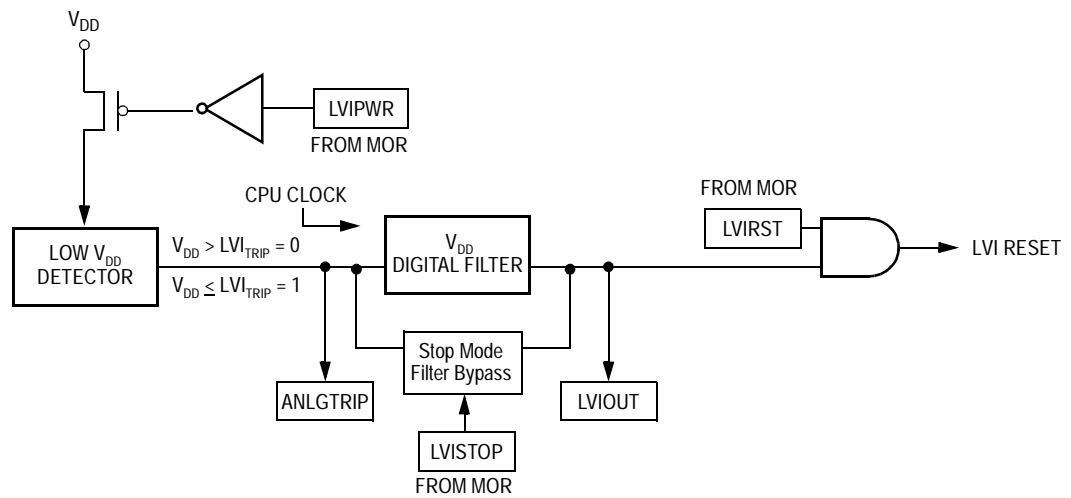 VDD
LVIPWR
FROM MOR
CPU CLOCK
FROM MOR
LVIRST
LOW VDD
DETECTOR
VDD > LVITRIP = 0
VDD ≤ LVITRIP = 1
VDD
DIGITAL FILTER
LVI RESET
Stop Mode
Filter Bypass
ANLGTRIP
LVIOUT
LVISTOP
FROM MOR